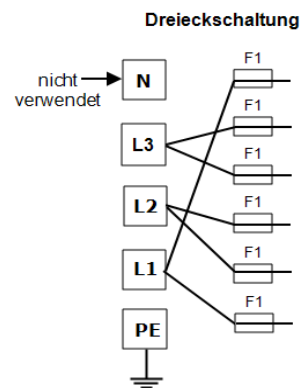 Dreieckschaltung
F1
nicht
verwendet
N
F1
L3
F1
L2
F1
F1
L1
F1
PE